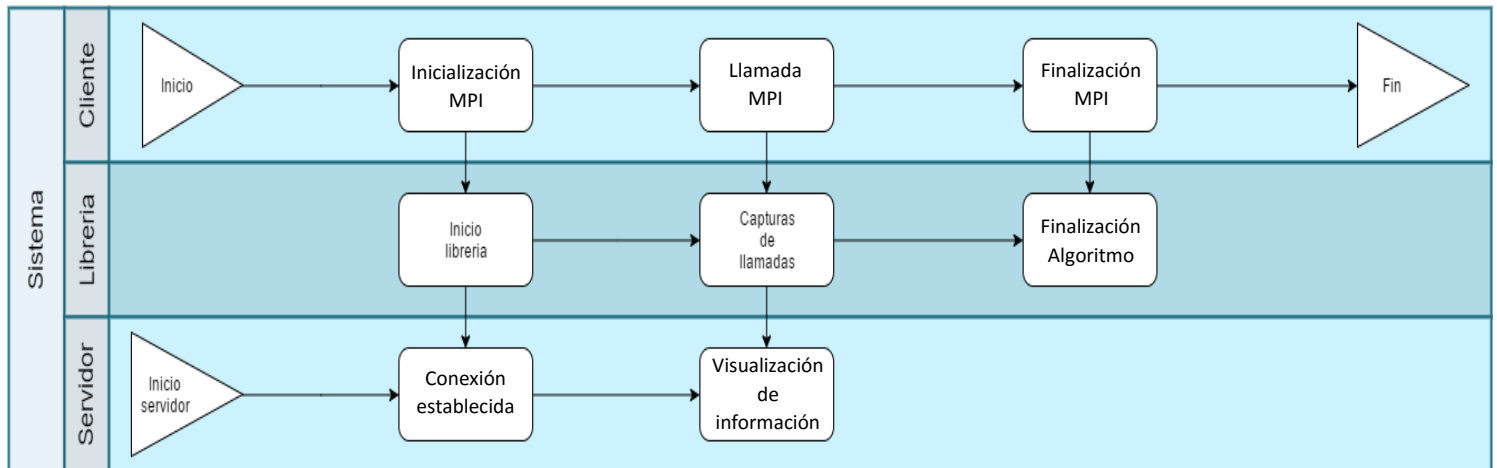 Sistema
Cliente
Inicio
Inicialización
MPI
Llamada
MPI
Finalización
MPI
Fin
Libreria
Inicio
libreria
Capturas
de
llamadas
Finalización
Algoritmo
Servidor
Inicio
servidor
Conexión
establecida
Visualización
de
información